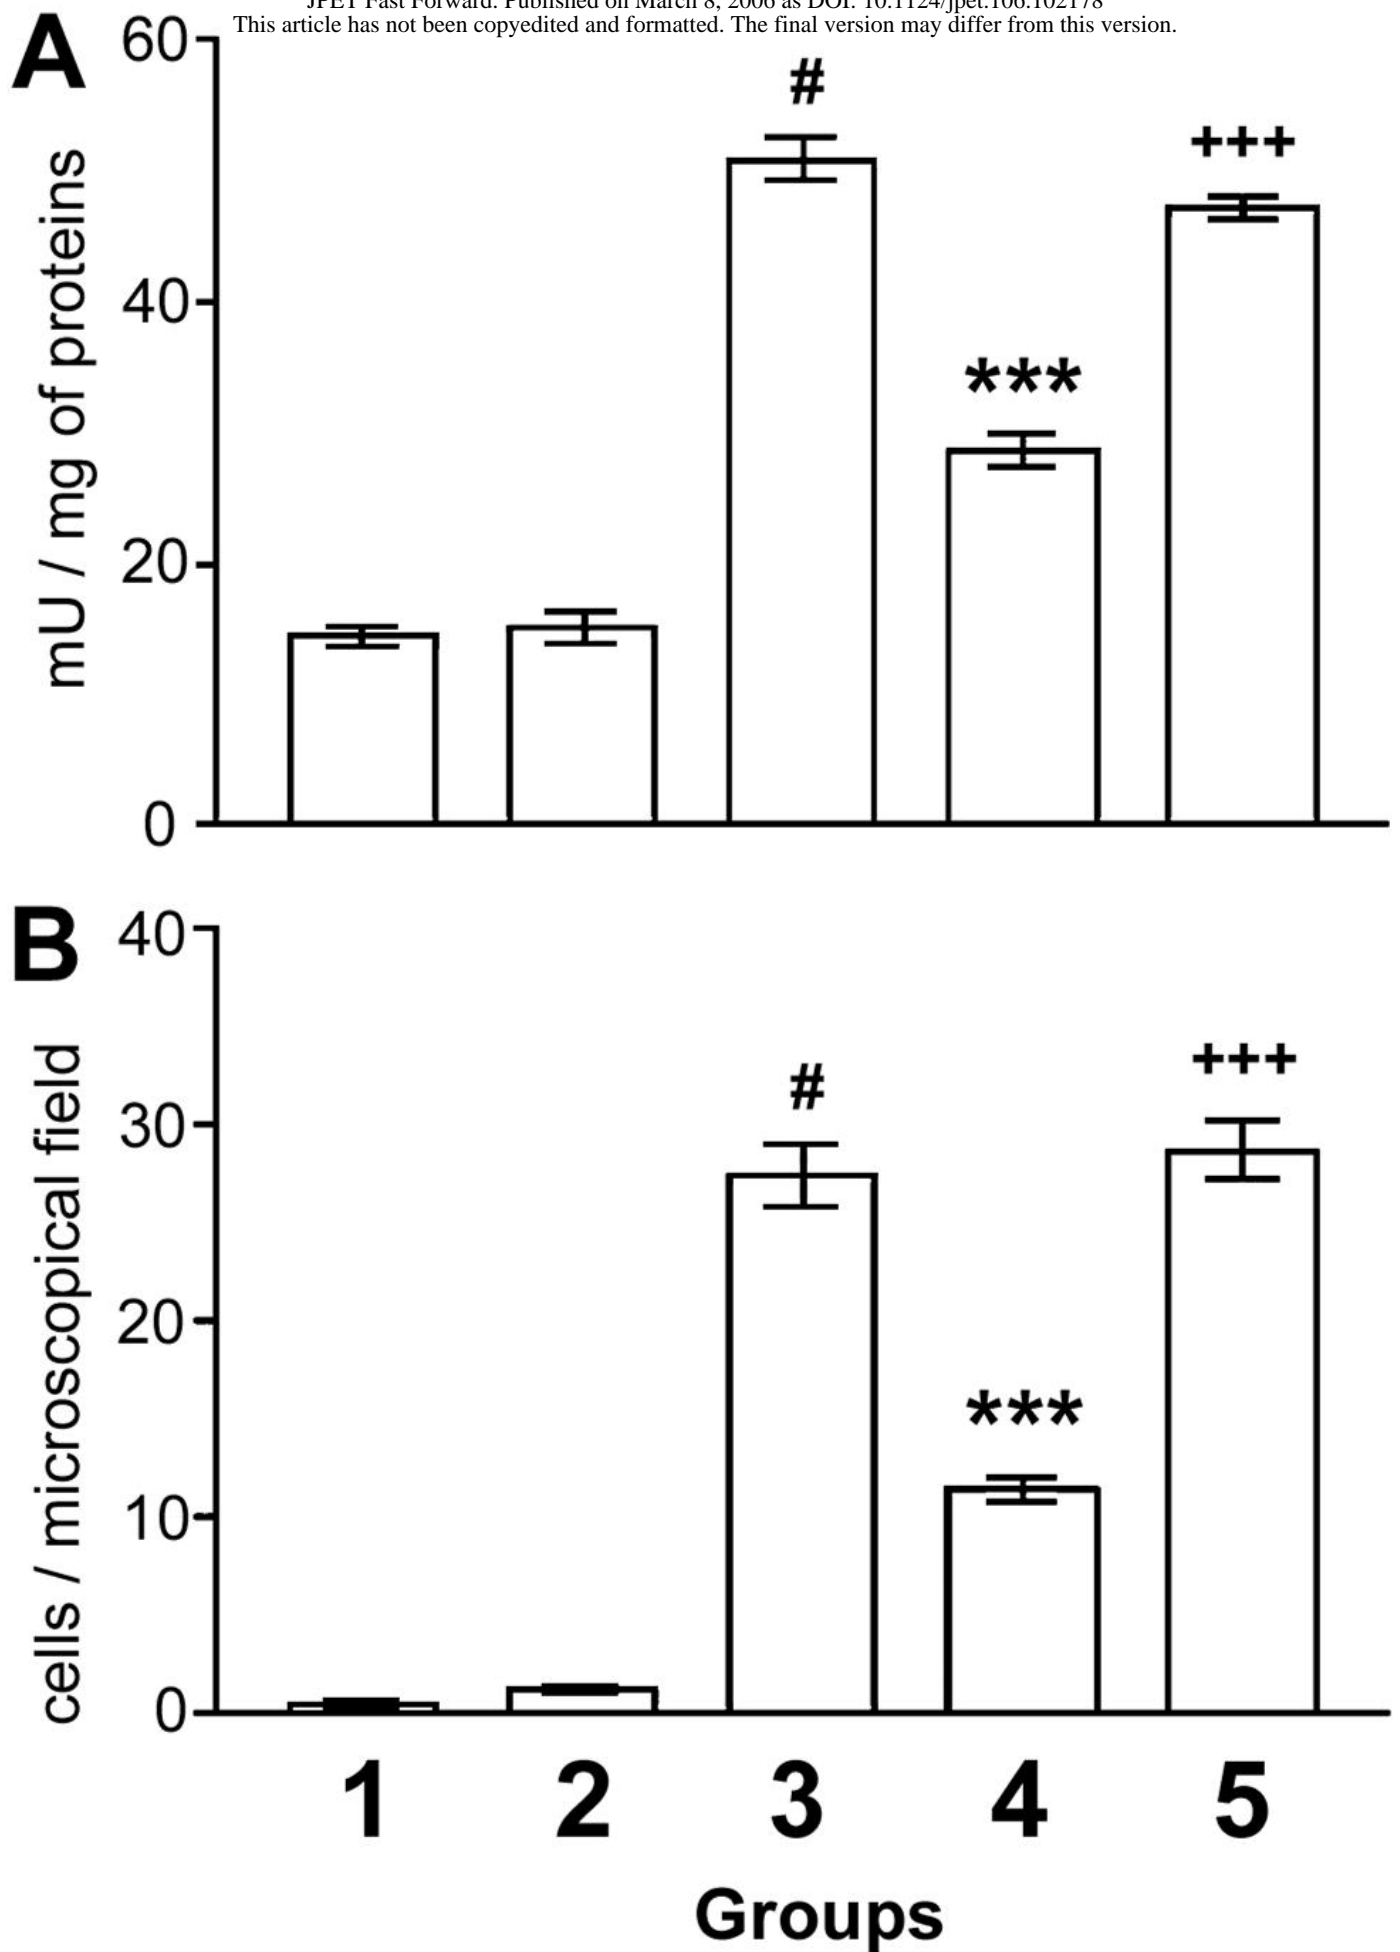 JPET Fast Forward. Published on March 8, 2006 as DOI: 10.1124/jpet.106.102178
This article has not been copyedited and formatted. The final version may differ from this version.
A
mU / mg of proteins
60
40
20
0
#
***
+++
B
cells / microscopical field
40
30
20
10
0
#
***
+++
1 2 3 4 5
Groups